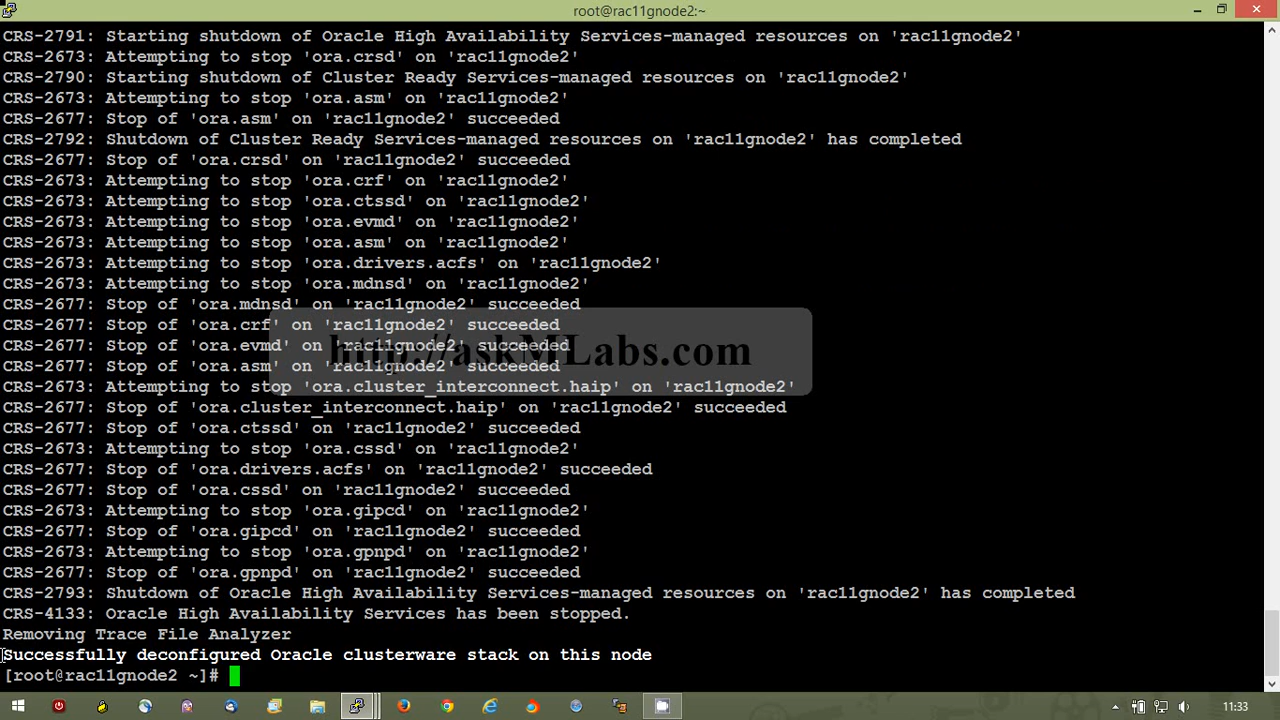 root@rac11gnode2:~
CRS-2791: Starting shutdown of Oracle High Availability Services-managed resources on 'rac11gnode2'
CRS-2673: Attempting to stop 'ora.crsd' on 'rac11gnode2'
CRS-2790: Starting shutdown of Cluster Ready Services-managed resources on 'rac11gnode2'
CRS-2673: Attempting to stop 'ora.asm' on 'rac11gnode2'
CRS-2677: Stop of 'ora.asm' on 'rac11gnode2' succeeded
CRS-2792: Shutdown of Cluster Ready Services-managed resources on 'rac11gnode2' has completed
CRS-2677: Stop of 'ora.crsd' on 'rac11gnode2' succeeded
CRS-2673: Attempting to stop 'ora.crf' on 'rac11gnode2'
CRS-2673: Attempting to stop 'ora.ctssd' on 'rac11gnode2'
CRS-2673: Attempting to stop 'ora.evmd' on 'rac11gnode2'
CRS-2673: Attempting to stop 'ora.asm' on 'rac11gnode2'
CRS-2673: Attempting to stop 'ora.drivers.acfs' on 'rac11gnode2'
CRS-2673: Attempting to stop 'ora.mdnsd' on 'rac11gnode2'
CRS-2677: Stop of 'ora.mdnsd' on 'rac11gnode2' succeeded
CRS-2677: Stop of 'ora.crf' on 'rac11gnode2' succeeded
CRS-2677: Stop of 'ora.evmd' on 'rac11gnode2' succeeded
http://askMLabs.com
CRS-2677: Stop of 'ora.asm' on 'rac11gnode2' succeeded
CRS-2673: Attempting to stop 'ora.cluster_interconnect.haip' on 'rac11gnode2'
CRS-2677: Stop of 'ora.cluster_interconnect.haip' on 'rac11gnode2' succeeded
CRS-2677: Stop of 'ora.ctssd' on 'rac11gnode2' succeeded
CRS-2673: Attempting to stop 'ora.cssd' on 'rac11gnode2'
CRS-2677: Stop of 'ora.drivers.acfs' on 'rac11gnode2' succeeded
CRS-2677: Stop of 'ora.cssd' on 'rac11gnode2' succeeded
CRS-2673: Attempting to stop 'ora.gipcd' on 'rac11gnode2'
CRS-2677: Stop of 'ora.gipcd' on 'rac11gnode2' succeeded
CRS-2673: Attempting to stop 'ora.gpnpd' on 'rac11gnode2'
CRS-2677: Stop of 'ora.gpnpd' on 'rac11gnode2' succeeded
CRS-2793: Shutdown of Oracle High Availability Services-managed resources on 'rac11gnode2' has completed
CRS-4133: Oracle High Availability Services has been stopped.
Removing Trace File Analyzer
Successfully deconfigured Oracle clusterware stack on this node
[root@rac11gnode2 ~]#
11:33